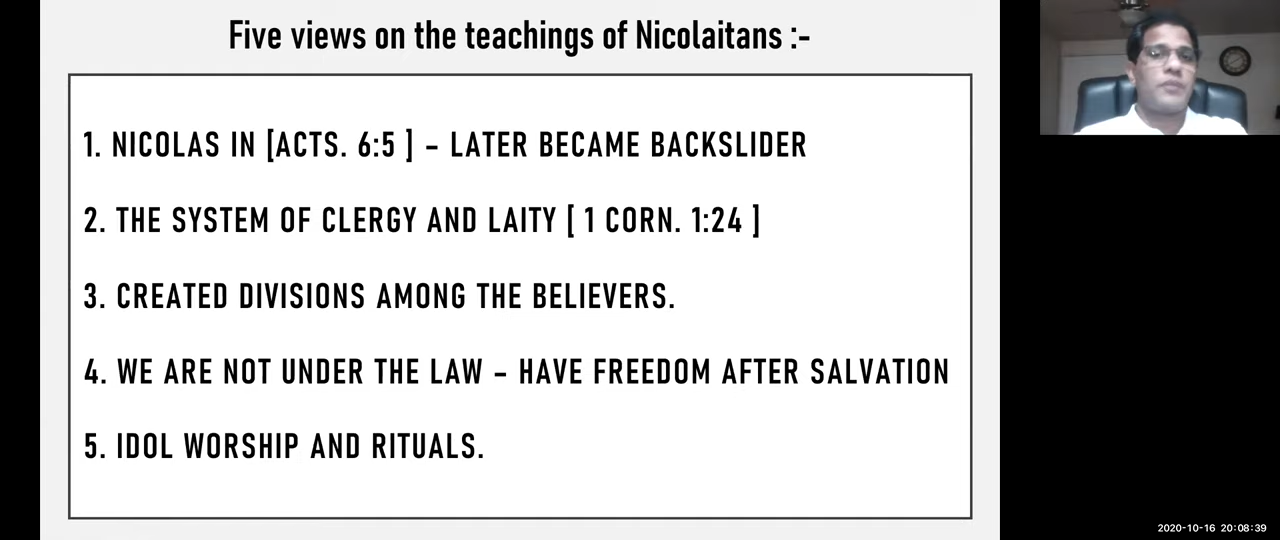 Five views on the teachings of Nicolaitans :-
1. NICOLAS IN [ACTS. 6:5 ] – LATER BECAME BACKSLIDER
2. THE SYSTEM OF CLERGY AND LAITY [ 1 CORN. 1:24 ]
3. CREATED DIVISIONS AMONG THE BELIEVERS.
4. WE ARE NOT UNDER THE LAW – HAVE FREEDOM AFTER SALVATION
5. IDOL WORSHIP AND RITUALS.
2020-10-16 20:08:39